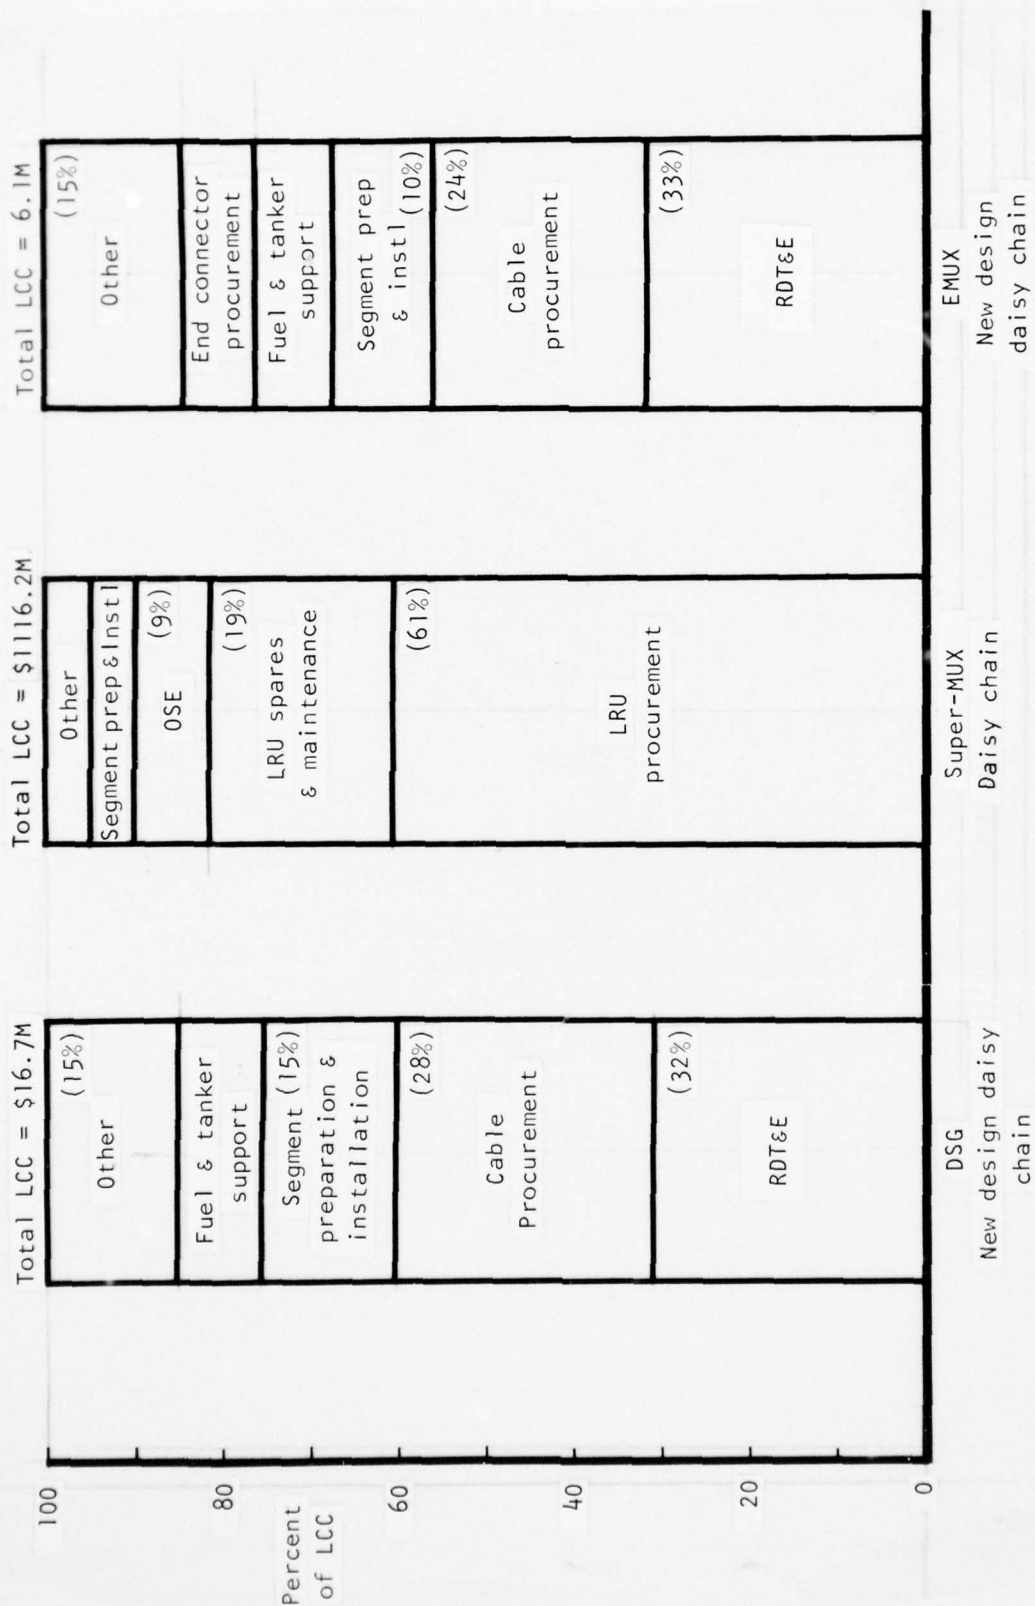 Percent
of LCC
100
80
60
40
20
0
Total LCC = $16.7M
(15%)
Other
Fuel & tanker
support
Segment (15%)
preparation &
installation
(28%)
Cable
Procurement
(32%)
RDT&E
DSG
New design daisy
chain
Total LCC = $1116.2M
Other
Segment prep & Instl
(9%)
OSE
(19%)
LRU spares
& maintenance
(61%)
LRU
procurement
Super-MUX
Daisy chain
Total LCC = 6.1M
(15%)
Other
End connector
procurement
Fuel & tanker
support
Segment prep
& instl (10%)
(24%)
Cable
procurement
(33%)
RDT&E
EMUX
New design
daisy chain